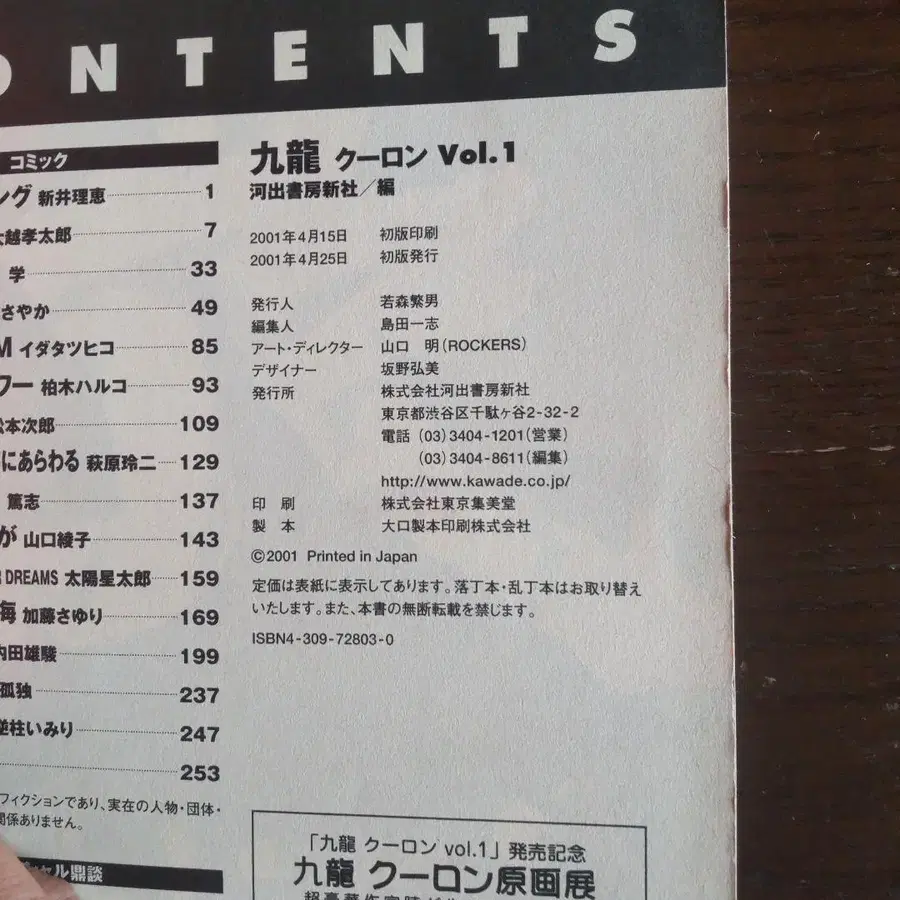 ONTENTS
コミック
ング 新井理恵 1
大越孝太郎 7
学 33
さやか 49
M イダタツヒコ 85
ワー 柏木ハルコ 93
松本次郎 109
にあらわる 萩原玲二 129
篤志 137
が 山口綾子 143
R DREAMS 太陽星太郎 159
海 加藤さゆり 169
内田雄駿 199
孤独 237
逆柱いみり 247
253
フィクションであり、実在の人物・団体・
関係ありません。
鼎談
九龍 クーロン Vol.1
河出書房新社／編
2001年4月15日 初版印刷
2001年4月25日 初版発行
発行人 若森繁男
編集人 島田一志
アート・ディレクター 山口 明(ROCKERS)
デザイナー 坂野弘美
発行所 株式会社河出書房新社
東京都渋谷区千駄ヶ谷2-32-2
電話 (03)3404-1201(営業)
(03)3404-8611(編集)
http://www.kawade.co.jp/
印 刷 株式会社東京集美堂
製 本 大口製本印刷株式会社
©2001 Printed in Japan
定価は表紙に表示してあります。落丁本・乱丁本はお取り替え
いたします。また、本書の無断転載を禁じます。
ISBN4-309-72803-0
「九龍 クーロン vol.1」発売記念
九龍 クーロン原画展